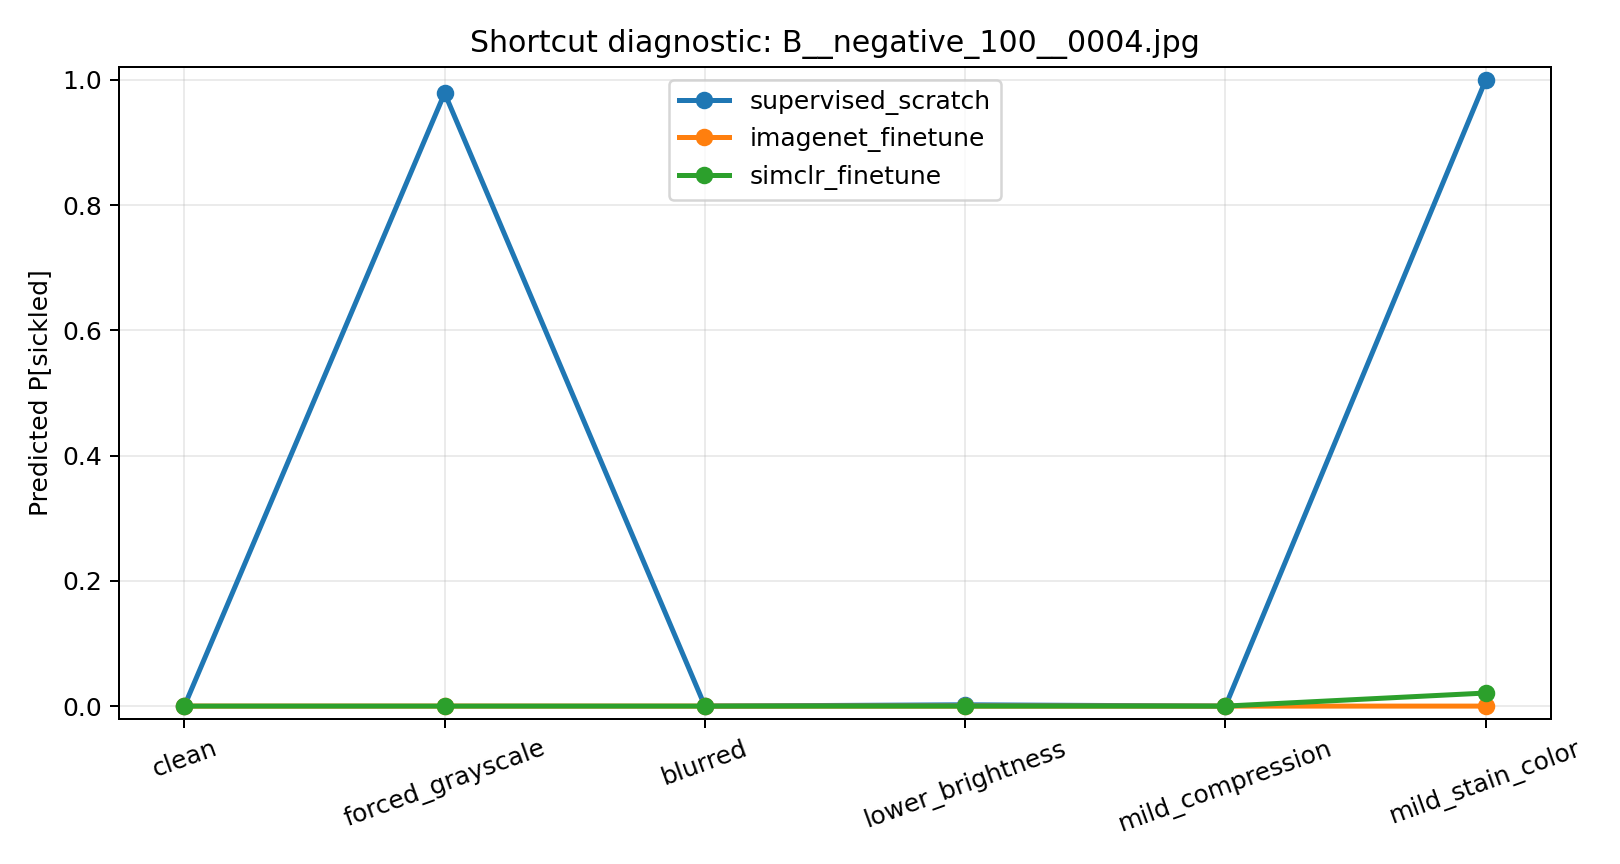 Shortcut diagnostic: B__negative_100__0004.jpg
1.0
0.8
0.6
0.4
0.2
0.0
Predicted P[sickled]
supervised_scratch
imagenet_finetune
simclr_finetune
clean
forced_grayscale
blurred
lower_brightness
mild_compression
mild_stain_color